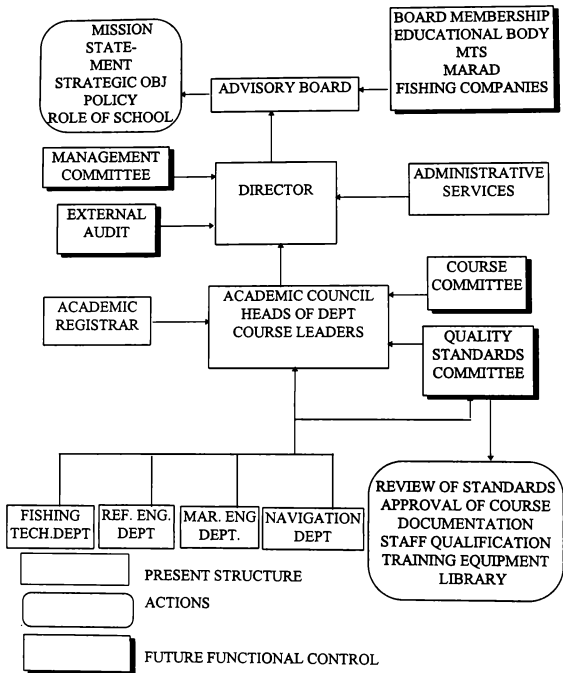 MISSION
STATE-
MENT
STRATEGIC OBJ
POLICY
ROLE OF SCHOOL
BOARD MEMBERSHIP
EDUCATIONAL BODY
MTS
MARAD
FISHING COMPANIES
ADVISORY BOARD
MANAGEMENT
COMMITTEE
DIRECTOR
ADMINISTRATIVE
SERVICES
EXTERNAL
AUDIT
COURSE
COMMITTEE
ACADEMIC
REGISTRAR
ACADEMIC COUNCIL
HEADS OF DEPT
COURSE LEADERS
QUALITY
STANDARDS
COMMITTEE
FISHING
TECH.DEPT
REF. ENG.
DEPT
MAR. ENG
DEPT.
NAVIGATION
DEPT
REVIEW OF STANDARDS
APPROVAL OF COURSE
DOCUMENTATION
STAFF QUALIFICATION
TRAINING EQUIPMENT
LIBRARY
PRESENT STRUCTURE
ACTIONS
FUTURE FUNCTIONAL CONTROL